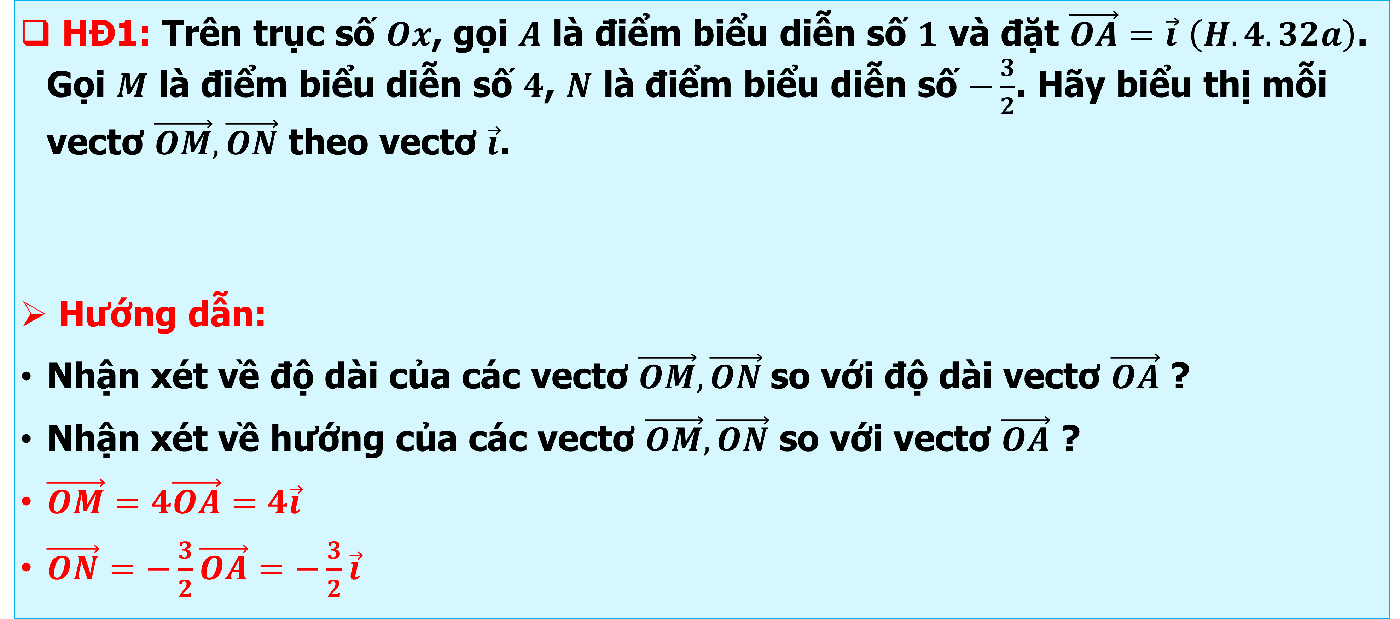 ❑ HĐ1: Trên trục số Ox, gọi A là điểm biểu diễn số 1 và đặt $\overrightarrow{OA} = \vec{i}$ (H.4.32a).
Gọi M là điểm biểu diễn số 4, N là điểm biểu diễn số $-\frac{3}{2}$. Hãy biểu thị mỗi
vectơ $\overrightarrow{OM}, \overrightarrow{ON}$ theo vectơ $\vec{i}$.
➢ Hướng dẫn:
• Nhận xét về độ dài của các vectơ $\overrightarrow{OM}, \overrightarrow{ON}$ so với độ dài vectơ $\overrightarrow{OA}$ ?
• Nhận xét về hướng của các vectơ $\overrightarrow{OM}, \overrightarrow{ON}$ so với vectơ $\overrightarrow{OA}$ ?
• $\overrightarrow{OM} = 4\overrightarrow{OA} = 4\vec{i}$
• $\overrightarrow{ON} = -\frac{3}{2}\overrightarrow{OA} = -\frac{3}{2}\vec{i}$